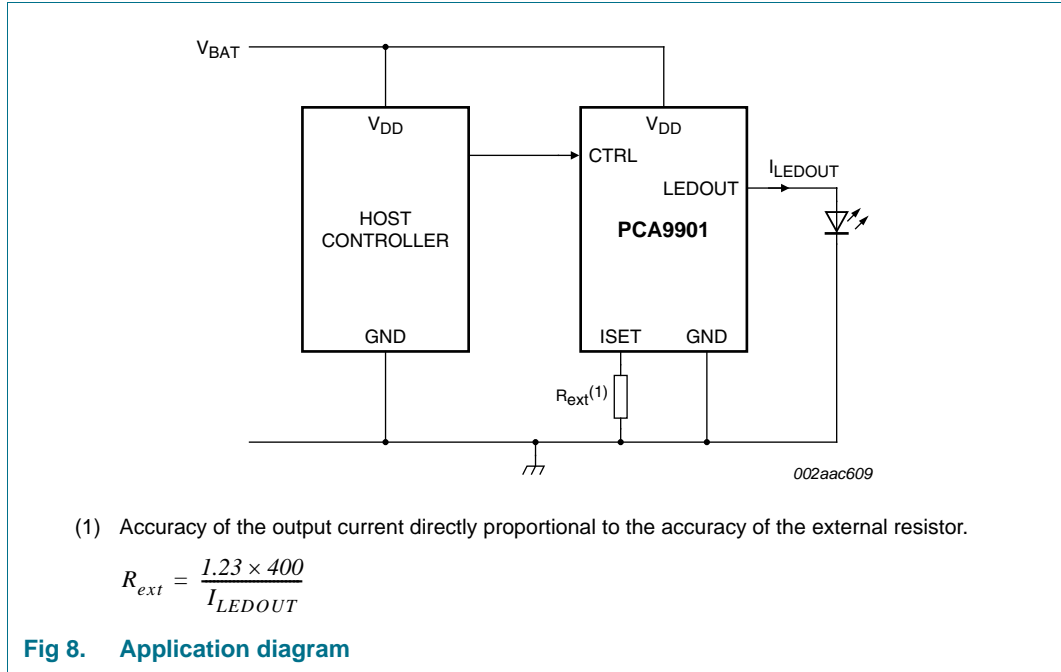 VBAT
VDD
VDD
CTRL
ILEDOUT
LEDOUT
HOST
CONTROLLER
PCA9901
GND
ISET
GND
Rext(1)
002aac609
(1) Accuracy of the output current directly proportional to the accuracy of the external resistor.
Rext = 1.23 × 400
ILEDOUT
Fig 8. Application diagram